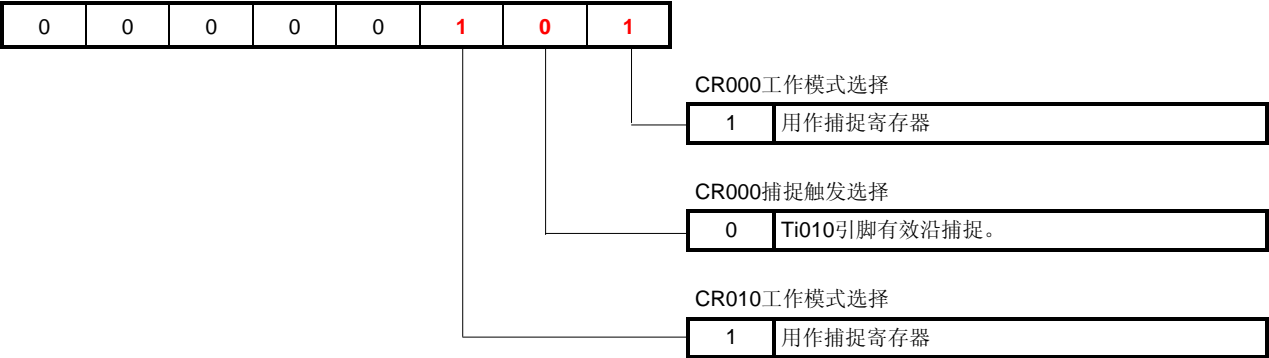 0 0 0 0 0 1 0 1
CR000工作模式选择
1 用作捕捉寄存器
CR000捕捉触发选择
0 Ti010引脚有效沿捕捉。
CR010工作模式选择
1 用作捕捉寄存器